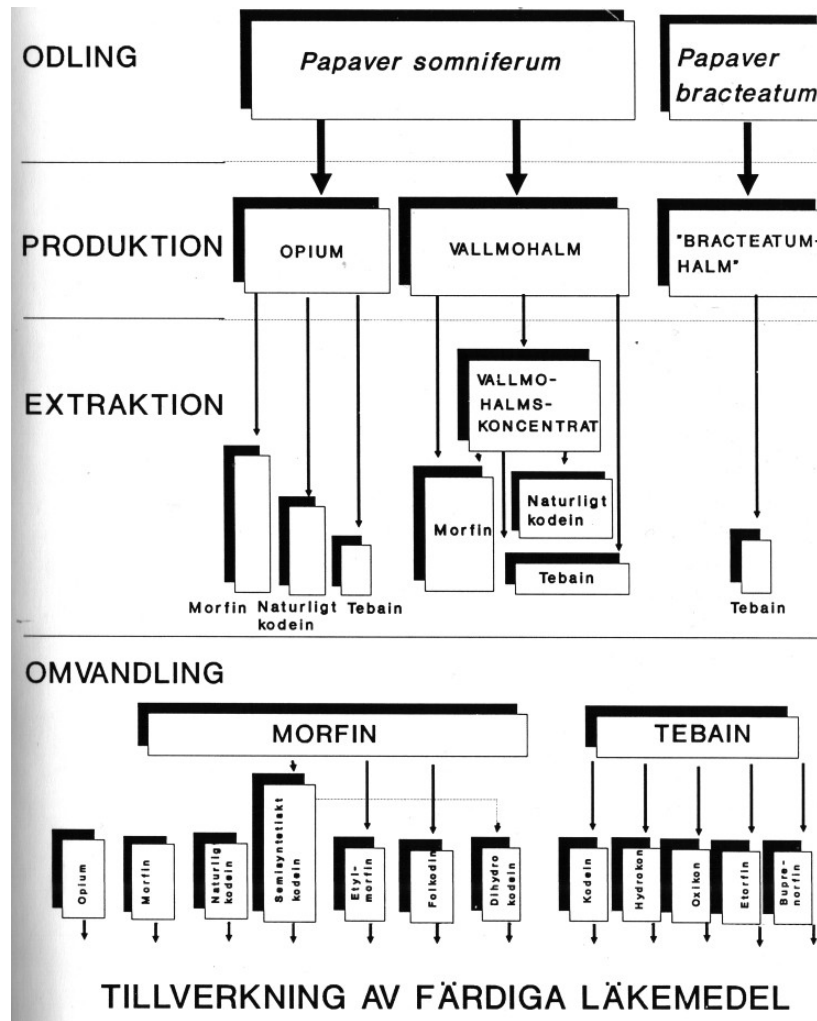 ODLING
Papaver somniferum
Papaver
bracteatum
PRODUKTION
OPIUM
VALLMOHALM
"BRACTEATUM-
HALM"
EXTRAKTION
VALLMO-
HALMS-
KONCENTRAT
Morfin
Naturligt
kodein
Tebain
Morfin
Naturligt
kodein
Tebain
Tebain
OMVANDLING
MORFIN
TEBAIN
Opium
Morfin
Naturlig
kodein
Semisyntetiskt
kodein
Etyl-
morfin
Folkodin
Dihydro
kodein
Kodein
Hydrokon
Oxikon
Etorfin
Bupre-
norfin
TILLVERKNING AV FÄRDIGA LÄKEMEDEL